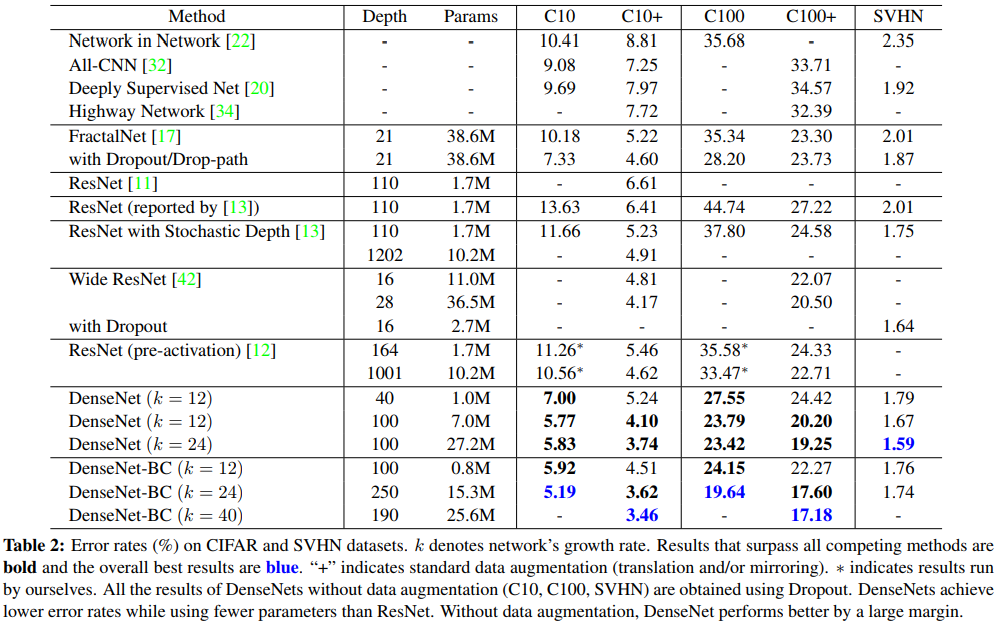 Method Depth Params C10 C10+ C100 C100+ SVHN
Network in Network [22] - - 10.41 8.81 35.68 - 2.35
All-CNN [32] - - 9.08 7.25 - 33.71 -
Deeply Supervised Net [20] - - 9.69 7.97 - 34.57 1.92
Highway Network [34] - - - 7.72 - 32.39 -
FractalNet [17] 21 38.6M 10.18 5.22 35.34 23.30 2.01
with Dropout/Drop-path 21 38.6M 7.33 4.60 28.20 23.73 1.87
ResNet [11] 110 1.7M - 6.61 - - -
ResNet (reported by [13]) 110 1.7M 13.63 6.41 44.74 27.22 2.01
ResNet with Stochastic Depth [13] 110 1.7M 11.66 5.23 37.80 24.58 1.75
1202 10.2M - 4.91 - - -
Wide ResNet [42] 16 11.0M - 4.81 - 22.07 -
28 36.5M - 4.17 - 20.50 -
with Dropout 16 2.7M - - - - 1.64
ResNet (pre-activation) [12] 164 1.7M 11.26* 5.46 35.58* 24.33 -
1001 10.2M 10.56* 4.62 33.47* 22.71 -
DenseNet (k = 12) 40 1.0M 7.00 5.24 27.55 24.42 1.79
DenseNet (k = 12) 100 7.0M 5.77 4.10 23.79 20.20 1.67
DenseNet (k = 24) 100 27.2M 5.83 3.74 23.42 19.25 1.59
DenseNet-BC (k = 12) 100 0.8M 5.92 4.51 24.15 22.27 1.76
DenseNet-BC (k = 24) 250 15.3M 5.19 3.62 19.64 17.60 1.74
DenseNet-BC (k = 40) 190 25.6M - 3.46 - 17.18 -
Table 2: Error rates (%) on CIFAR and SVHN datasets. k denotes network's growth rate. Results that surpass all competing methods are
bold and the overall best results are blue. “+” indicates standard data augmentation (translation and/or mirroring). * indicates results run
by ourselves. All the results of DenseNets without data augmentation (C10, C100, SVHN) are obtained using Dropout. DenseNets achieve
lower error rates while using fewer parameters than ResNet. Without data augmentation, DenseNet performs better by a large margin.